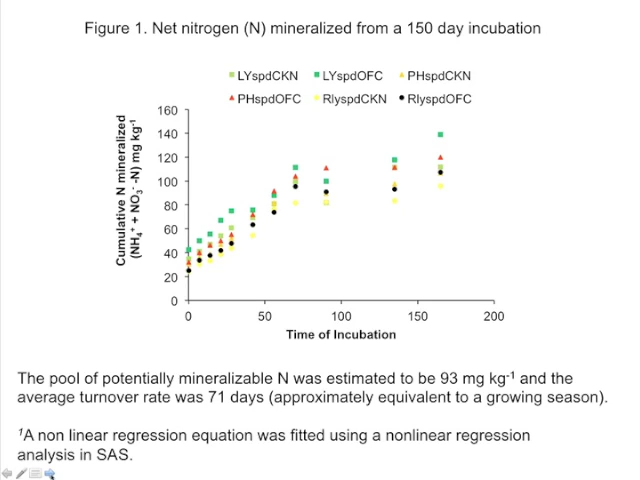 Figure 1. Net nitrogen (N) mineralized from a 150 day incubation
LYspdCKN LYspdOFC PHspdCKN
PHspdOFC RlyspdCKN RlyspdOFC
Cumulative N mineralized
(NH₄⁺ + NO₃⁻ -N) mg kg⁻¹
160
140
120
100
80
60
40
20
0
0 50 100 150 200
Time of Incubation
The pool of potentially mineralizable N was estimated to be 93 mg kg⁻¹ and the
average turnover rate was 71 days (approximately equivalent to a growing season).
¹A non linear regression equation was fitted using a nonlinear regression
analysis in SAS.